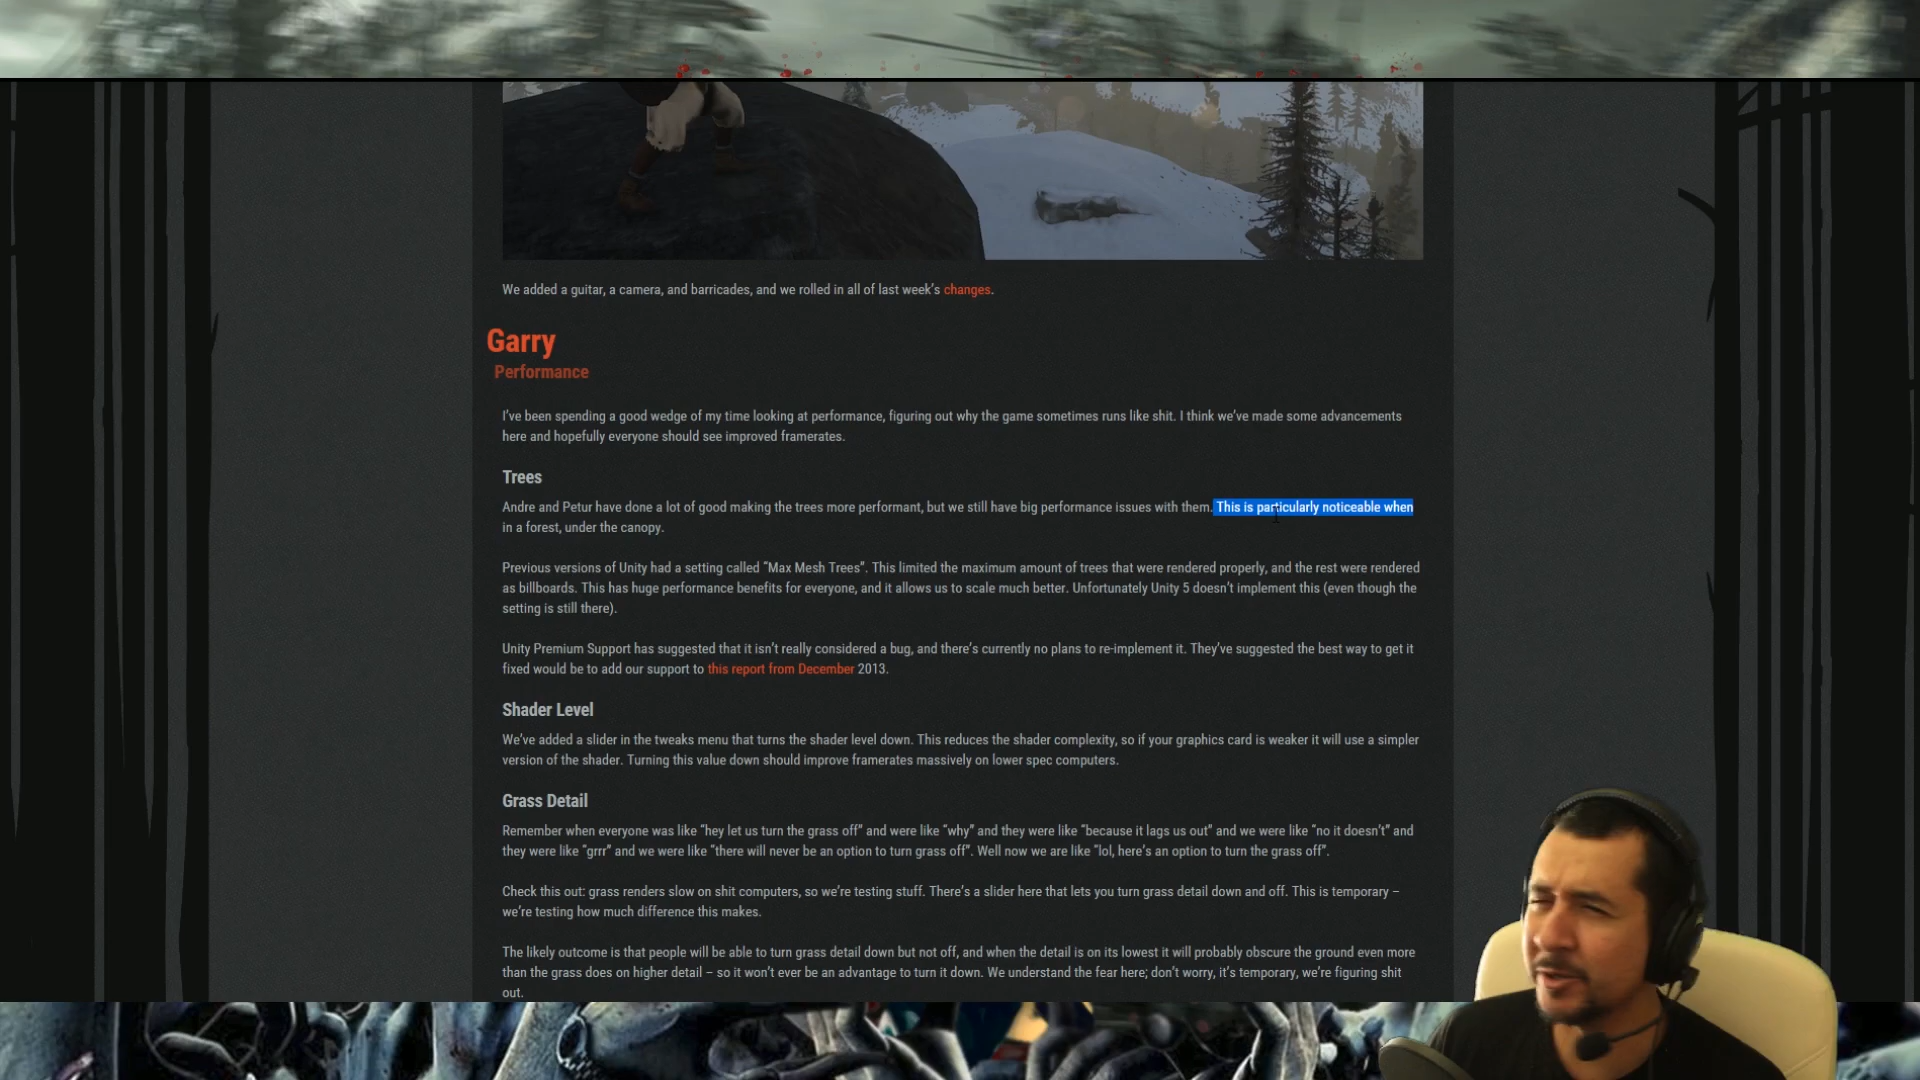 We added a guitar, a camera, and barricades, and we rolled in all of last week's changes.
Garry
Performance
I've been spending a good wedge of my time looking at performance, figuring out why the game sometimes runs like shit. I think we've made some advancements
here and hopefully everyone should see improved framerates.
Trees
Andre and Petur have done a lot of good making the trees more performant, but we still have big performance issues with them. This is particularly noticeable when
in a forest, under the canopy.
Previous versions of Unity had a setting called “Max Mesh Trees”. This limited the maximum amount of trees that were rendered properly, and the rest were rendered
as billboards. This has huge performance benefits for everyone, and it allows us to scale much better. Unfortunately Unity 5 doesn't implement this (even though the
setting is still there).
Unity Premium Support has suggested that it isn't really considered a bug, and there's currently no plans to re-implement it. They've suggested the best way to get it
fixed would be to add our support to this report from December 2013.
Shader Level
We've added a slider in the tweaks menu that turns the shader level down. This reduces the shader complexity, so if your graphics card is weaker it will use a simpler
version of the shader. Turning this value down should improve framerates massively on lower spec computers.
Grass Detail
Remember when everyone was like “hey let us turn the grass off” and were like “why” and they were like “because it lags us out” and we were like “no it doesn't” and
they were like “grrr” and we were like “there will never be an option to turn grass off”. Well now we are like “lol, here's an option to turn the grass off”.
Check this out: grass renders slow on shit computers, so we're testing stuff. There's a slider here that lets you turn grass detail down and off. This is temporary –
we're testing how much difference this makes.
The likely outcome is that people will be able to turn grass detail down but not off, and when the detail is on its lowest it will probably obscure the ground even more
than the grass does on higher detail – so it won't ever be an advantage to turn it down. We understand the fear here; don't worry, it's temporary, we're figuring shit
out.